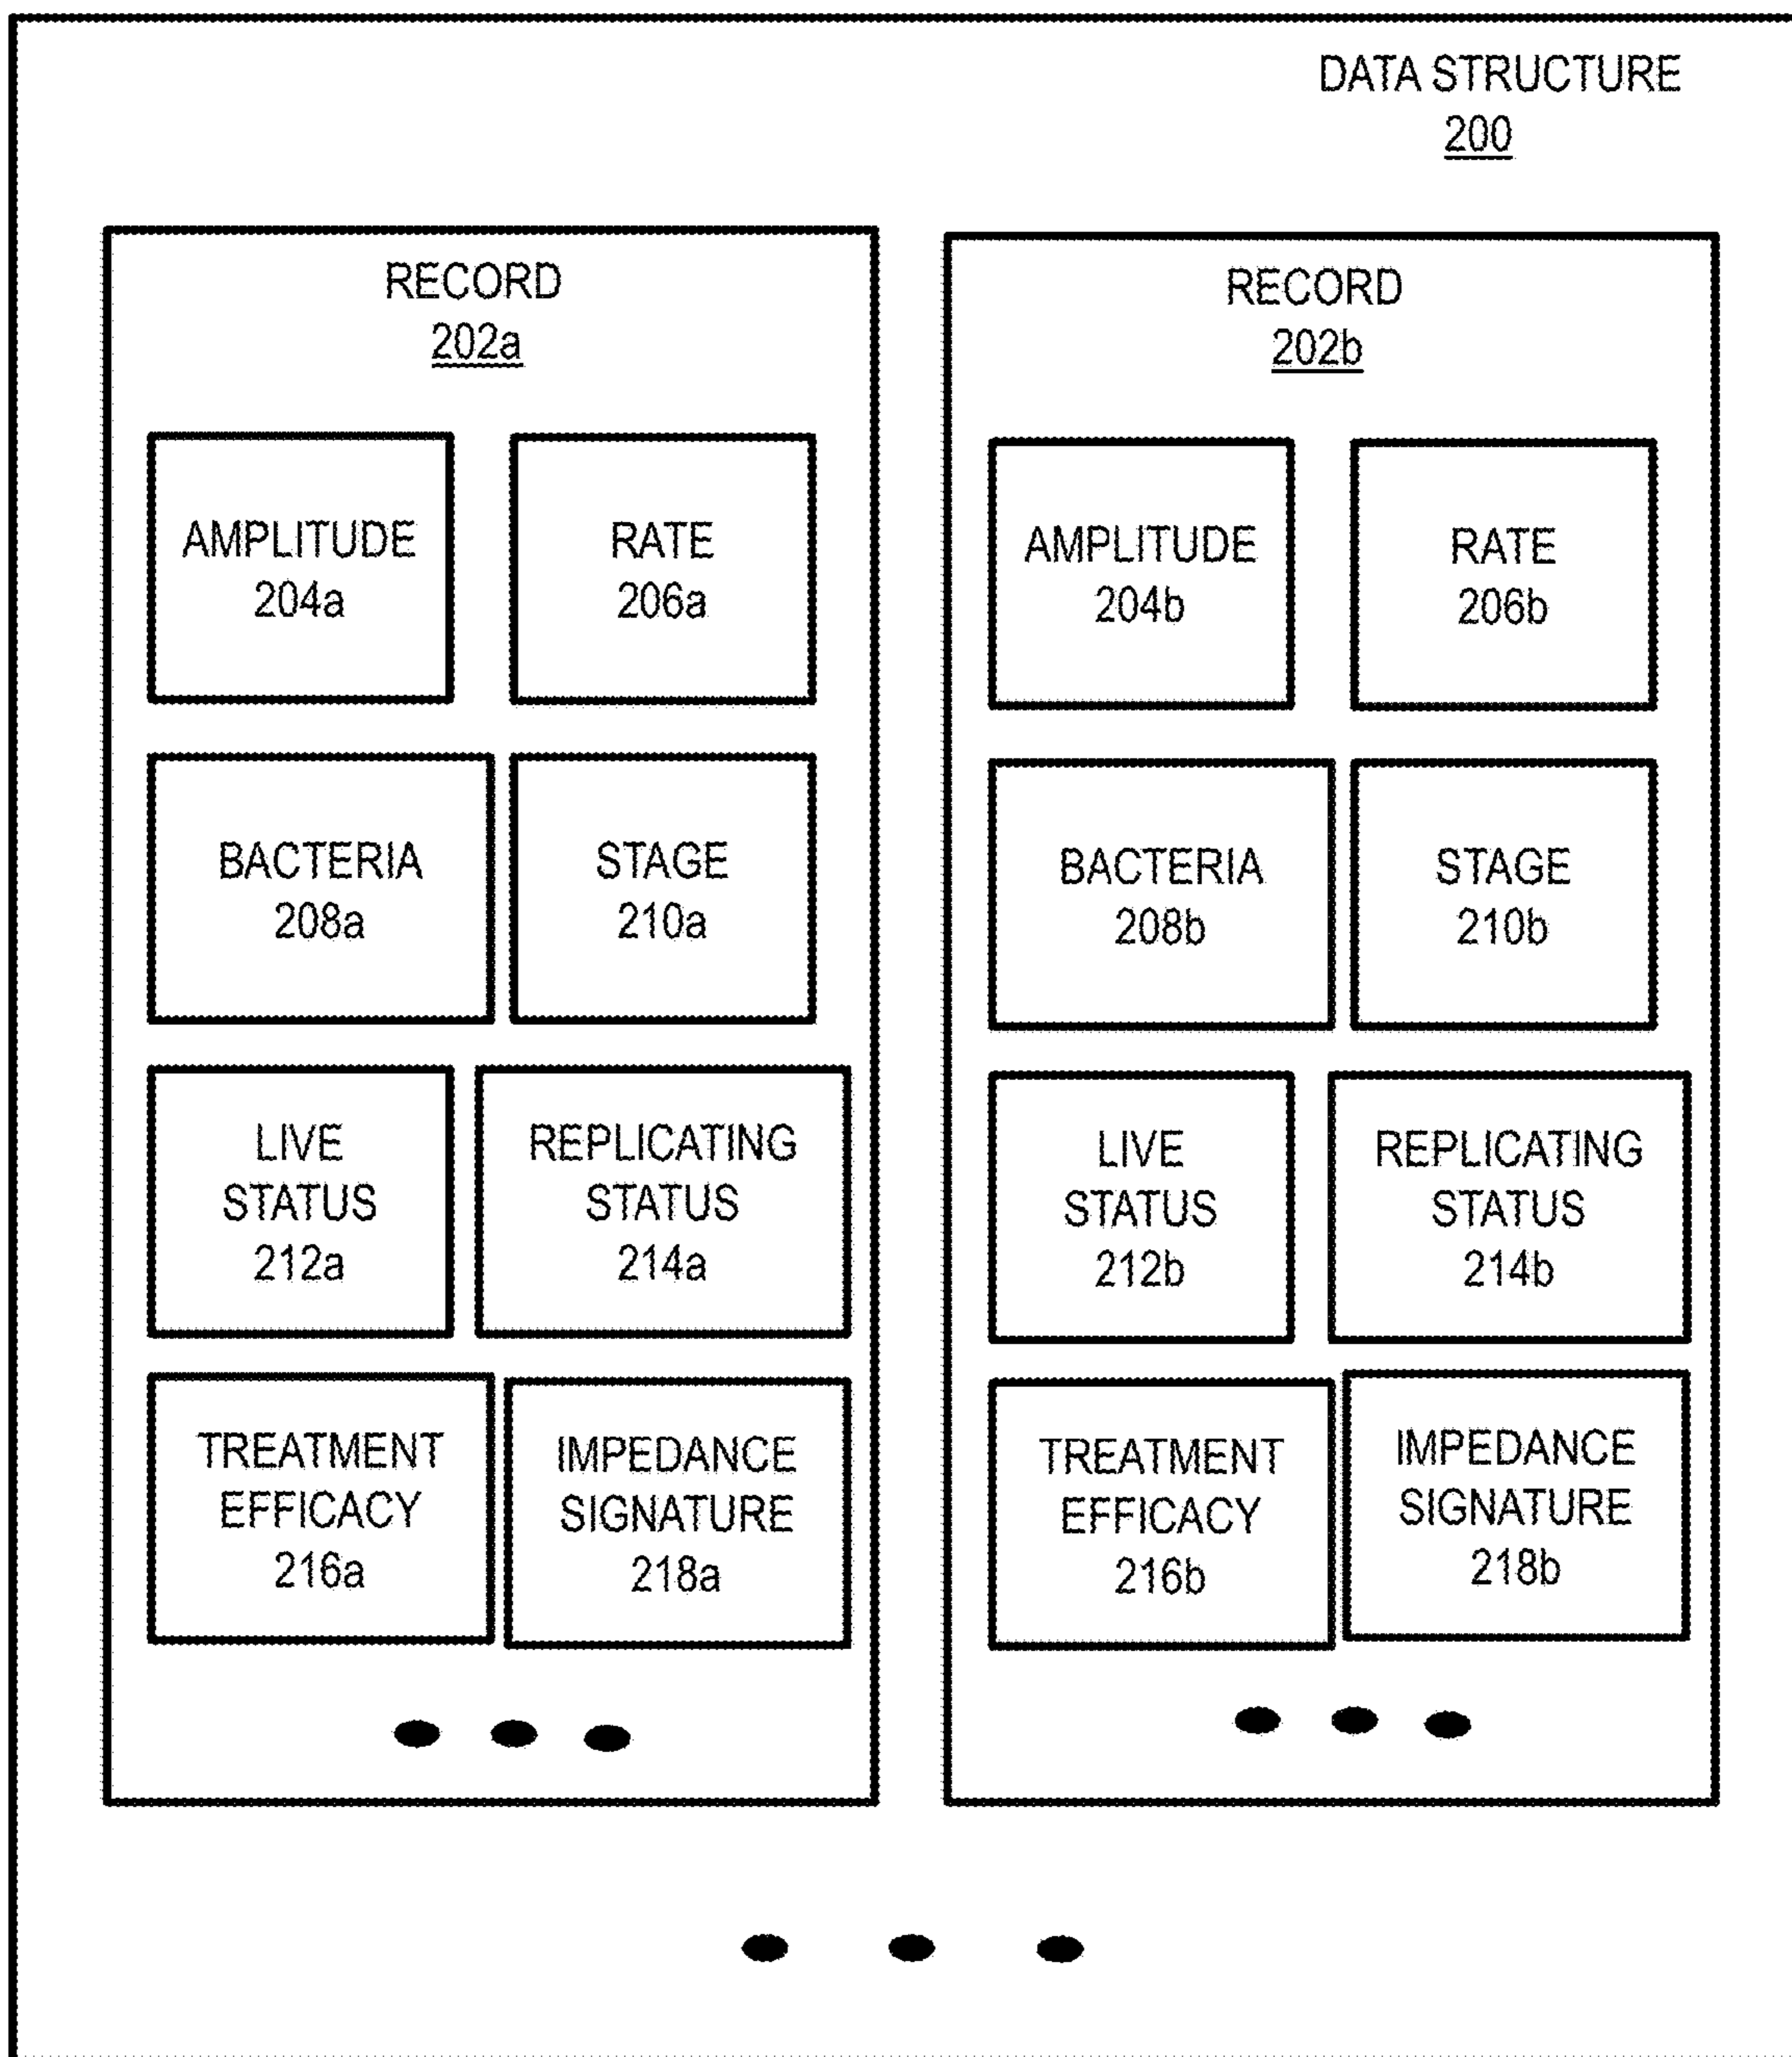 DATA STRUCTURE
200
RECORD
202a
AMPLITUDE
204a
RATE
206a
BACTERIA
208a
STAGE
210a
LIVE
STATUS
212a
REPLICATING
STATUS
214a
TREATMENT
EFFICACY
216a
IMPEDANCE
SIGNATURE
218a
RECORD
202b
AMPLITUDE
204b
RATE
206b
BACTERIA
208b
STAGE
210b
LIVE
STATUS
212b
REPLICATING
STATUS
214b
TREATMENT
EFFICACY
216b
IMPEDANCE
SIGNATURE
218b